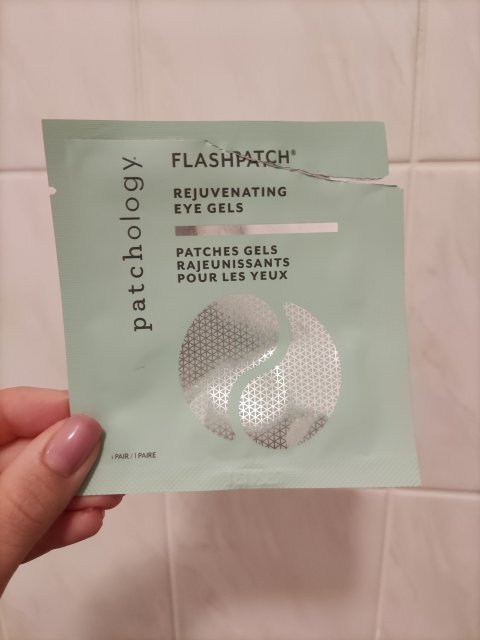 patchology
FLASHPATCH®
REJUVENATING
EYE GELS
PATCHES GELS
RAJEUNISSANTS
POUR LES YEUX
1 PAIR / 1 PAIRE